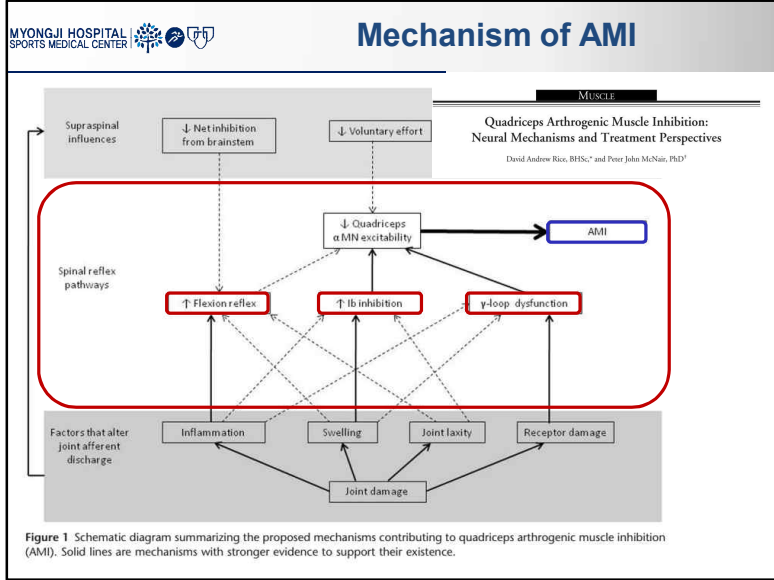 MYONGJI HOSPITAL
SPORTS MEDICAL CENTER
Mechanism of AMI
MUSCLE
Quadriceps Arthrogenic Muscle Inhibition:
Neural Mechanisms and Treatment Perspectives
David Andrew Rice, BHSc,* and Peter John McNair, PhD†
Supraspinal
influences
↓ Net inhibition
from brainstem
↓ Voluntary effort
↓ Quadriceps
α MN excitability
AMI
Spinal reflex
pathways
↑ Flexion reflex
↑ Ib inhibition
γ-loop dysfunction
Factors that alter
joint afferent
discharge
Inflammation
Swelling
Joint laxity
Receptor damage
Joint damage
Figure 1 Schematic diagram summarizing the proposed mechanisms contributing to quadriceps arthrogenic muscle inhibition
(AMI). Solid lines are mechanisms with stronger evidence to support their existence.